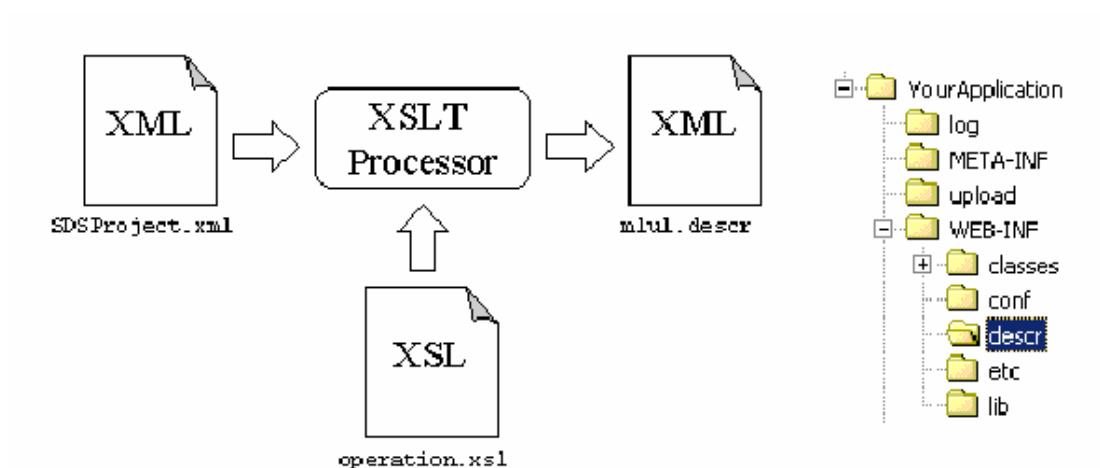 XML
SDSProject.xml
XSLT
Processor
XML
mlu1.descr
XSL
operation.xsl
YourApplication
log
META-INF
upload
WEB-INF
classes
conf
descr
etc
lib